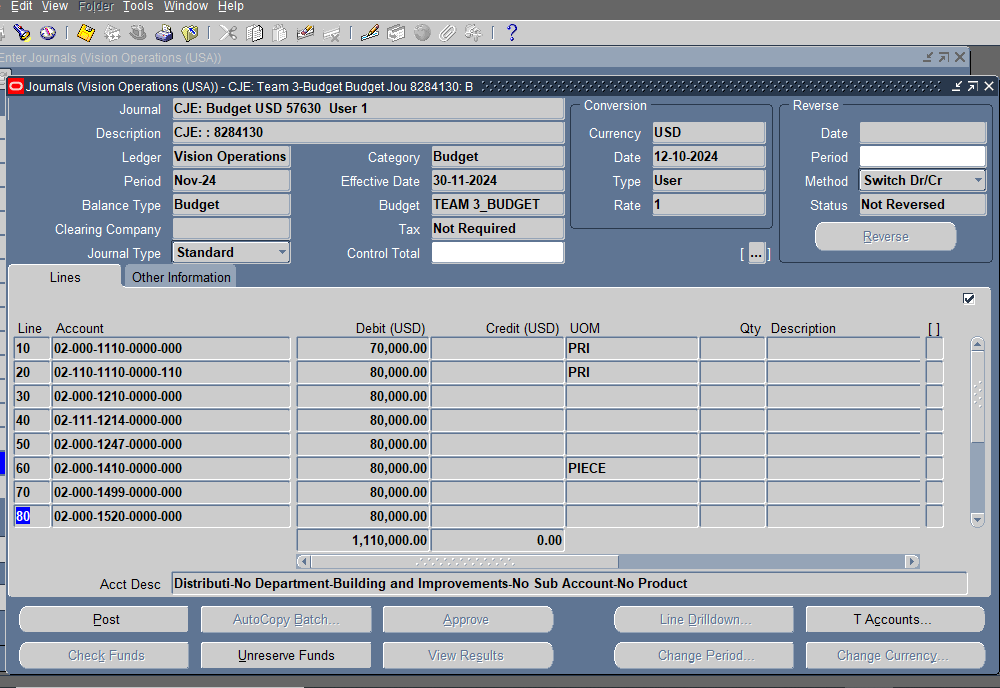 Edit View Folder Tools Window Help
?
Enter Journals (Vision Operations (USA))
Journals (Vision Operations (USA)) - CJE: Team 3-Budget Budget Jou 8284130: B
Journal CJE: Budget USD 57630 User 1
Description CJE: : 8284130
Ledger Vision Operations Category Budget
Period Nov-24 Effective Date 30-11-2024
Balance Type Budget Budget TEAM 3_BUDGET
Clearing Company Tax Not Required
Journal Type Standard Control Total
Conversion
Currency USD
Date 12-10-2024
Type User
Rate 1
[ ... ]
Reverse
Date
Period
Method Switch Dr/Cr
Status Not Reversed
Reverse
Lines Other Information
Line Account Debit (USD) Credit (USD) UOM Qty Description [ ]
10 02-000-1110-0000-000 70,000.00 PRI
20 02-110-1110-0000-110 80,000.00 PRI
30 02-000-1210-0000-000 80,000.00
40 02-111-1214-0000-000 80,000.00
50 02-000-1247-0000-000 80,000.00
60 02-000-1410-0000-000 80,000.00 PIECE
70 02-000-1499-0000-000 80,000.00
80 02-000-1520-0000-000 80,000.00
1,110,000.00 0.00
Acct Desc Distributi-No Department-Building and Improvements-No Sub Account-No Product
Post AutoCopy Batch... Approve Line Drilldown... T Accounts...
Check Funds Unreserve Funds View Results Change Period... Change Currency...